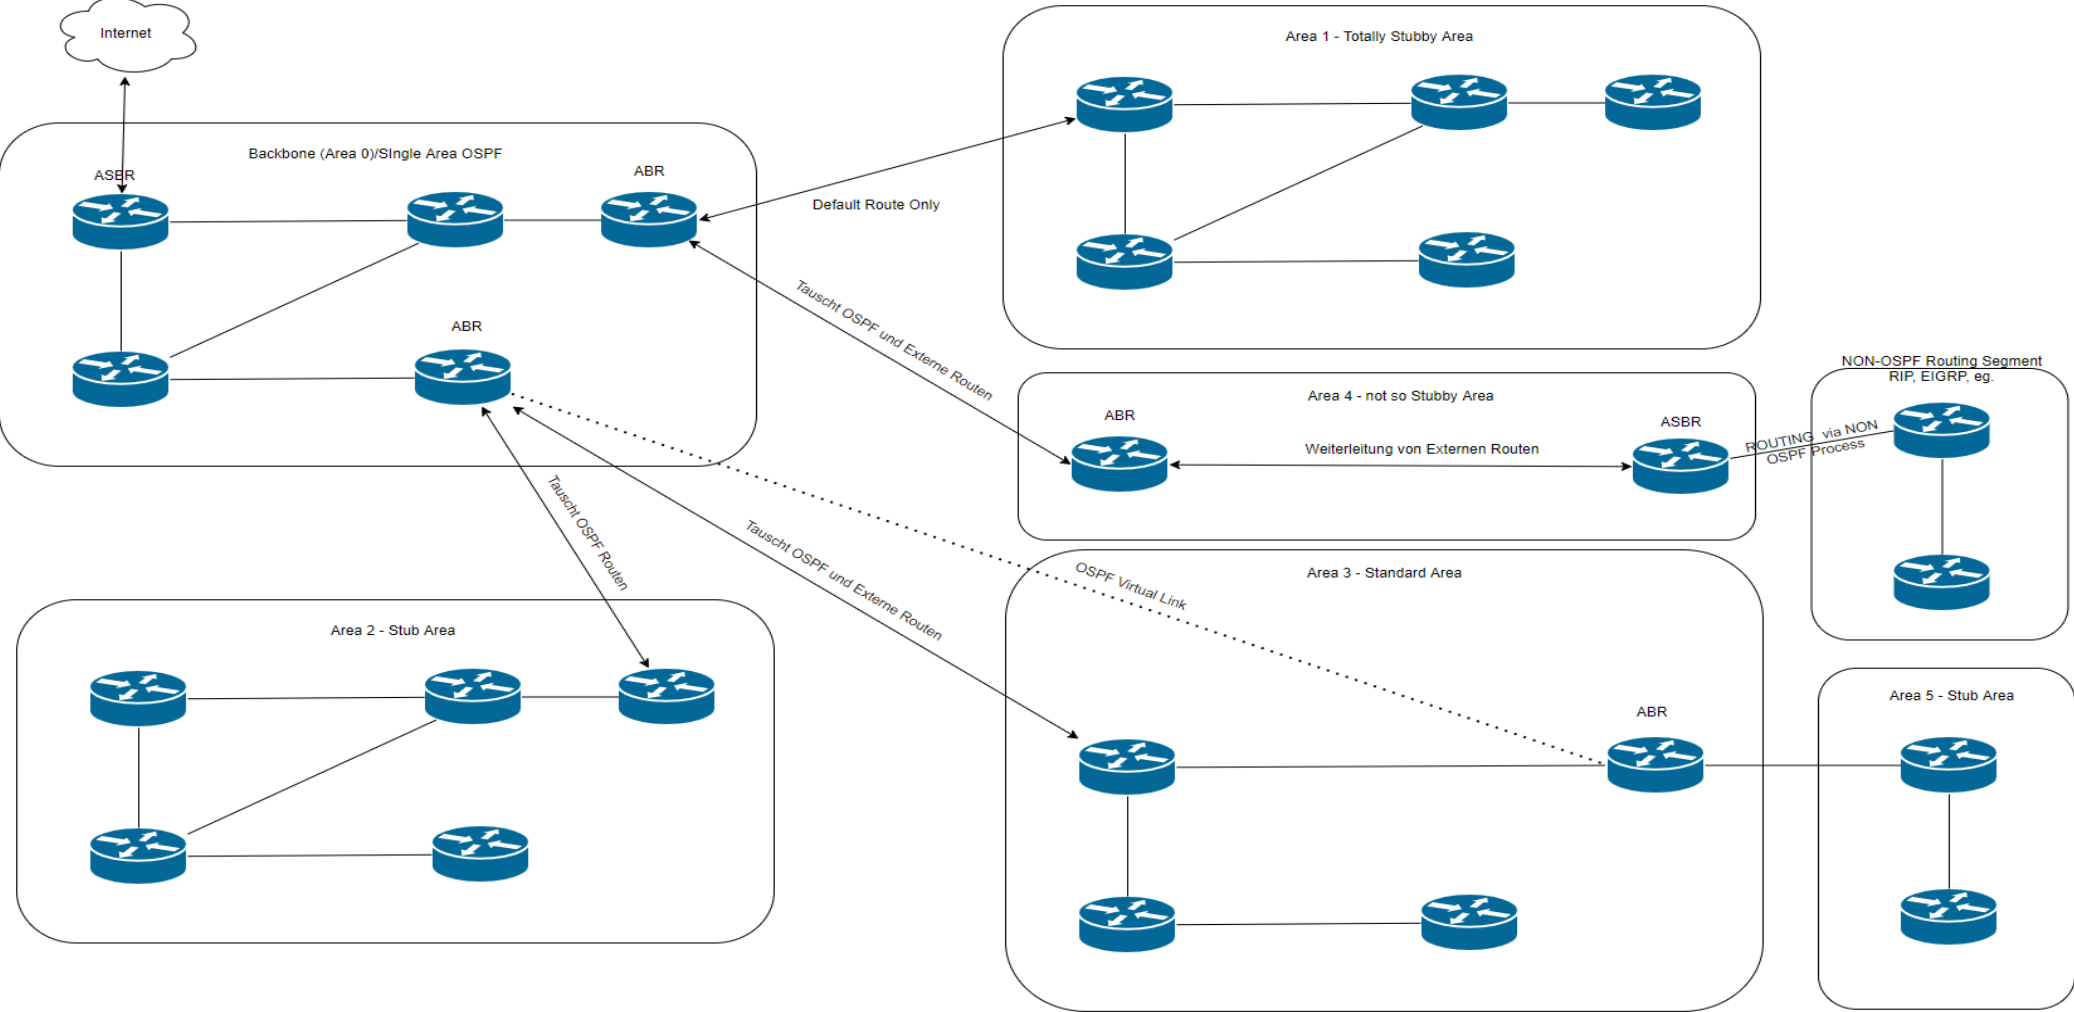 Internet
Backbone (Area 0)/SIngle Area OSPF
ASBR
ABR
ABR
Default Route Only
Tauscht OSPF und Externe Routen
Tauscht OSPF Routen
Tauscht OSPF und Externe Routen
OSPF Virtual Link
Area 1 - Totally Stubby Area
Area 4 - not so Stubby Area
ABR
Weiterleitung von Externen Routen
ASBR
ROUTING via NON
OSPF Process
NON-OSPF Routing Segment
RIP, EIGRP, eg.
Area 2 - Stub Area
Area 3 - Standard Area
ABR
Area 5 - Stub Area